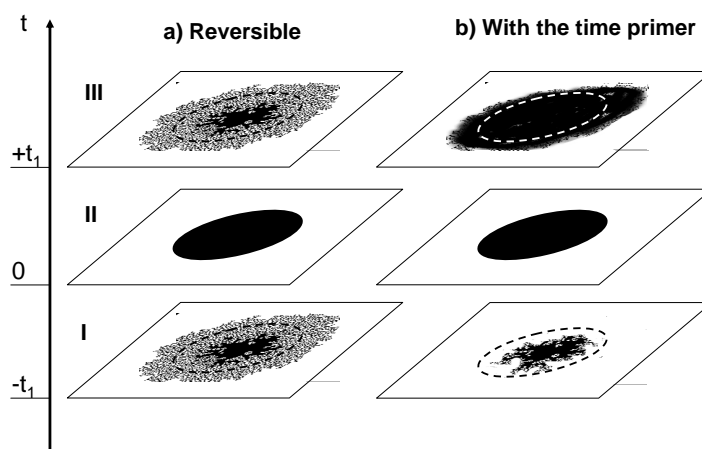 t
a) Reversible
b) With the time primer
III
+t₁
II
0
I
-t₁